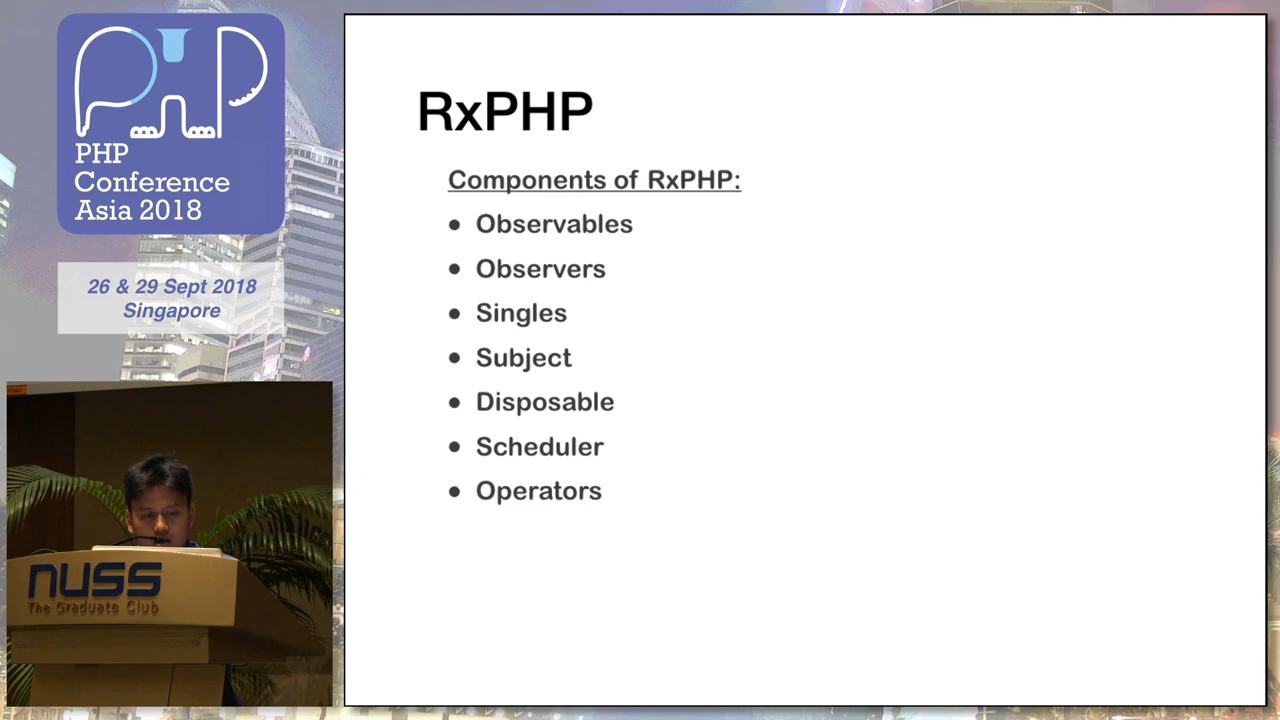 PHP
Conference
Asia 2018
26 & 29 Sept 2018
Singapore
nuss
The Graduate Club
RxPHP
Components of RxPHP:
• Observables
• Observers
• Singles
• Subject
• Disposable
• Scheduler
• Operators